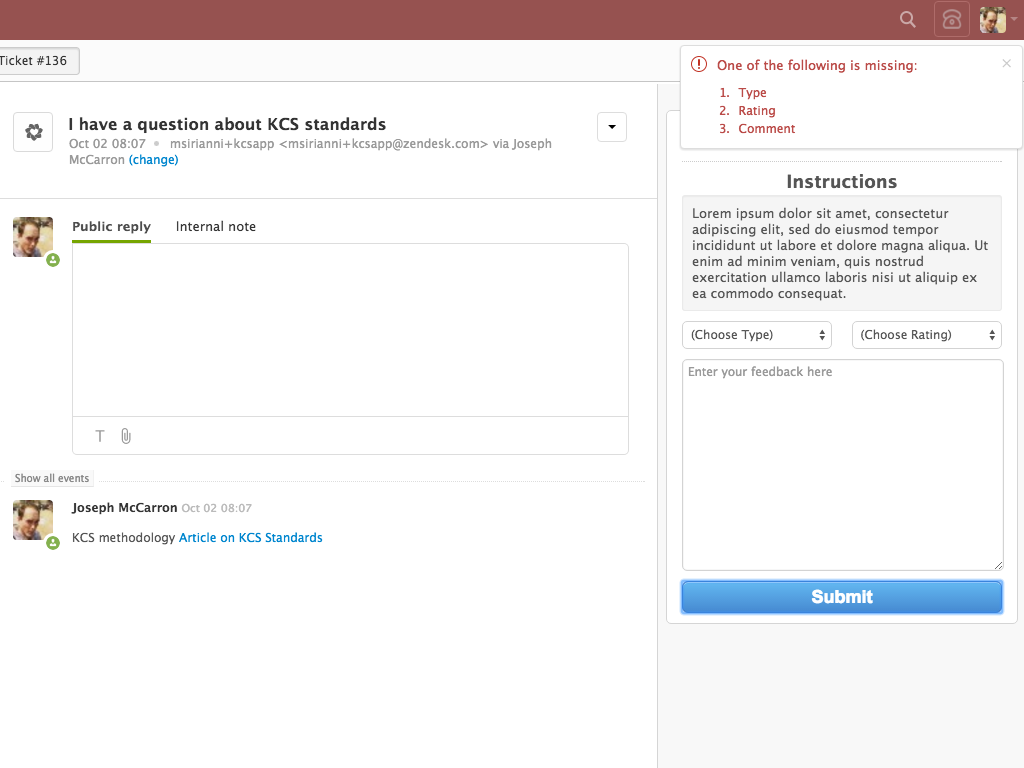 Ticket #136
One of the following is missing:
1. Type
2. Rating
3. Comment
I have a question about KCS standards
Oct 02 08:07 • msirianni+kcsapp <msirianni+kcsapp@zendesk.com> via Joseph
McCarron (change)
Public reply Internal note
T
Show all events
Joseph McCarron Oct 02 08:07
KCS methodology Article on KCS Standards
Instructions
Lorem ipsum dolor sit amet, consectetur
adipiscing elit, sed do eiusmod tempor
incididunt ut labore et dolore magna aliqua. Ut
enim ad minim veniam, quis nostrud
exercitation ullamco laboris nisi ut aliquip ex
ea commodo consequat.
(Choose Type) (Choose Rating)
Enter your feedback here
Submit